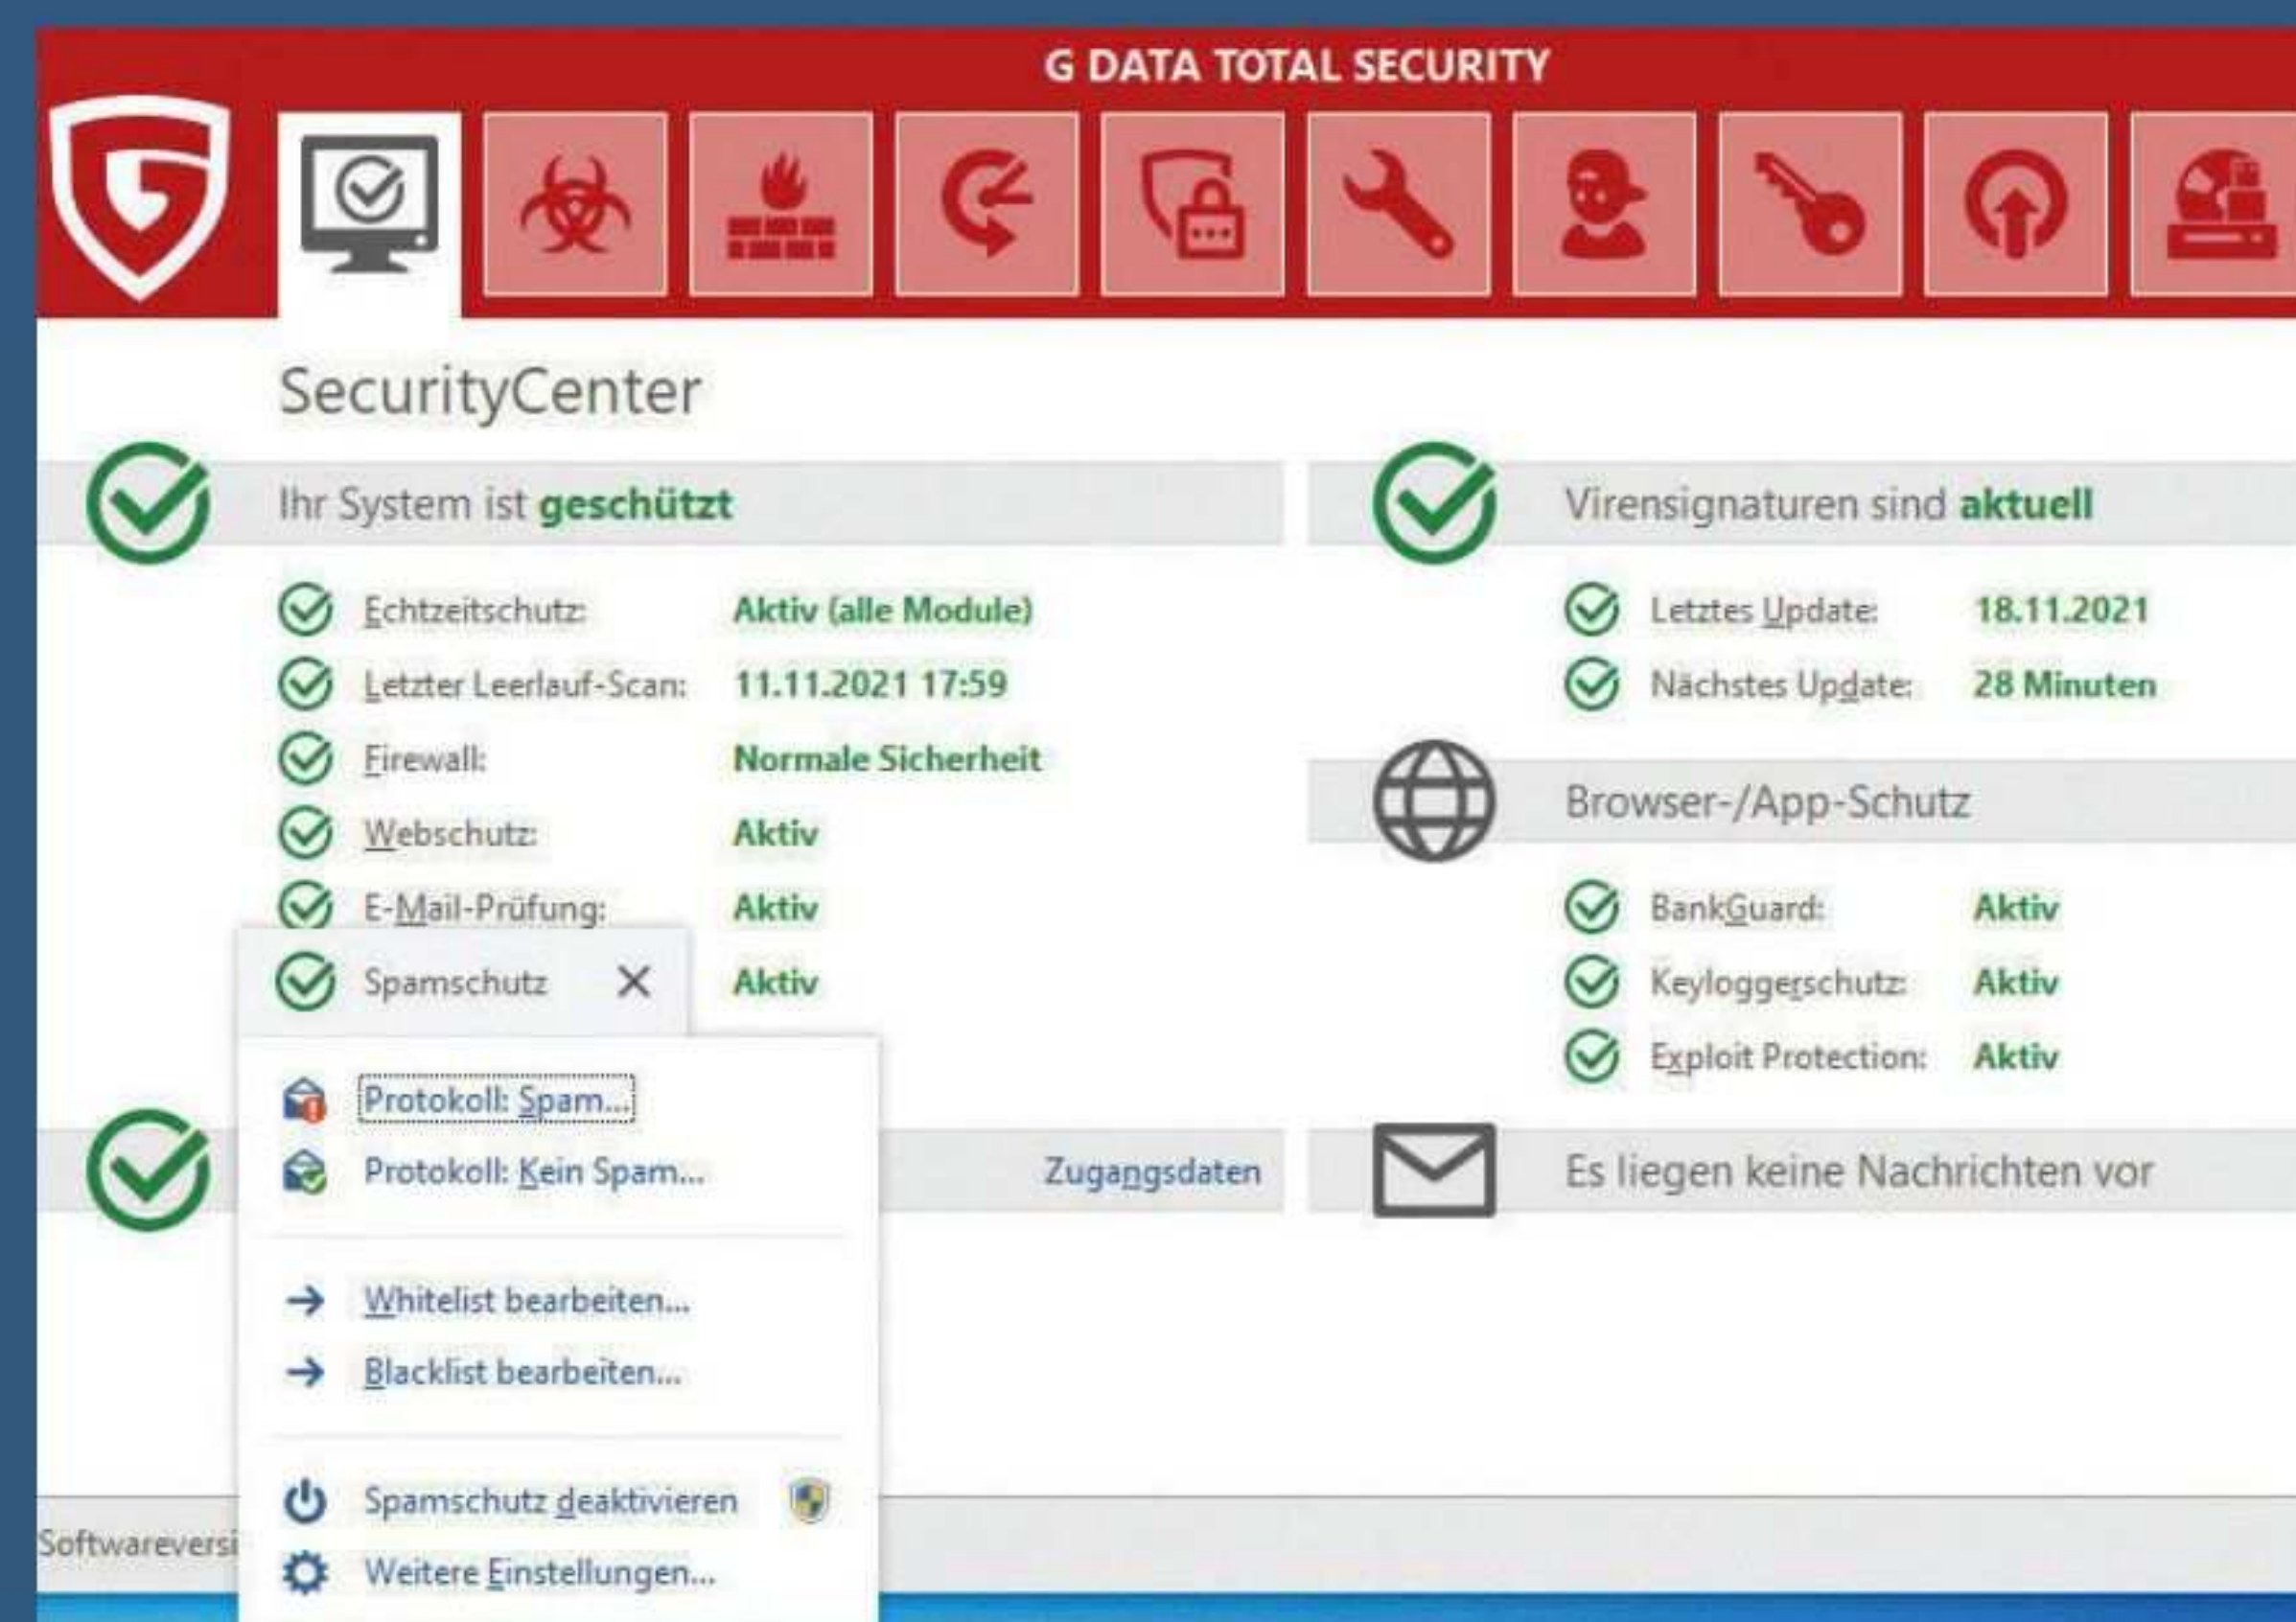 G DATA TOTAL SECURITY
SecurityCenter
Ihr System ist geschützt
Echtzeitschutz: Aktiv (alle Module)
Letzter Leerlauf-Scan: 11.11.2021 17:59
Firewall: Normale Sicherheit
Webschutz: Aktiv
E-Mail-Prüfung: Aktiv
Spamschutz Aktiv
Protokoll: Spam...
Protokoll: Kein Spam...
Whitelist bearbeiten...
Blacklist bearbeiten...
Spamschutz deaktivieren
Weitere Einstellungen...
Zugangsdaten
Virensignaturen sind aktuell
Letztes Update: 18.11.2021
Nächstes Update: 28 Minuten
Browser-/App-Schutz
BankGuard: Aktiv
Keyloggerschutz: Aktiv
Exploit Protection: Aktiv
Es liegen keine Nachrichten vor
Softwareversi